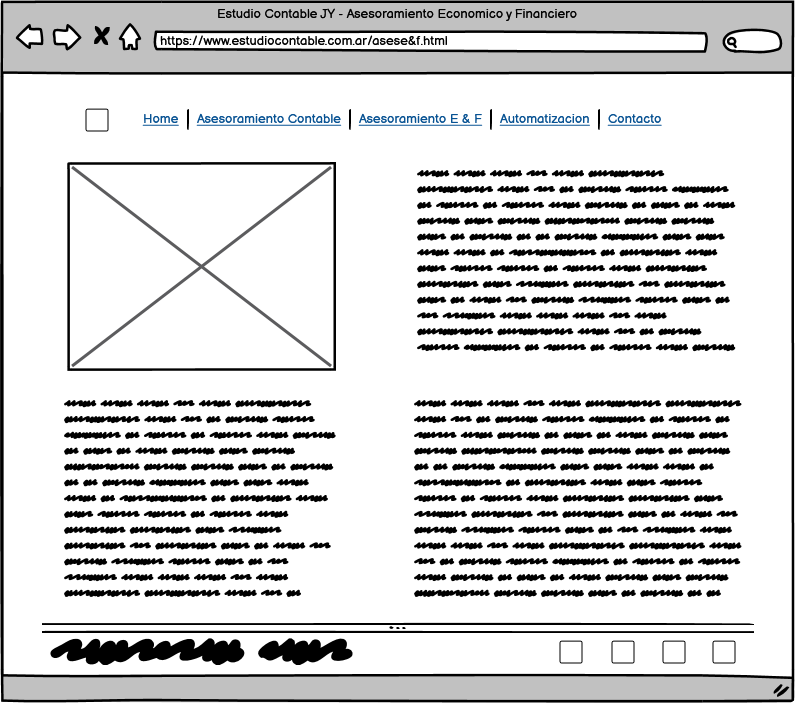 Estudio Contable JY - Asesoramiento Economico y Financiero
https://www.estudiocontable.com.ar/asese&f.html
Home | Asesoramiento Contable | Asesoramiento E & F | Automatizacion | Contacto